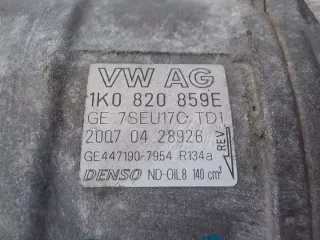 VW AG
1K0 820 859E
GE 7SEU17C TD1
2007 04 28926
REV
GE447190-7954 R134a
DENSO ND-OIL8 140 cm³